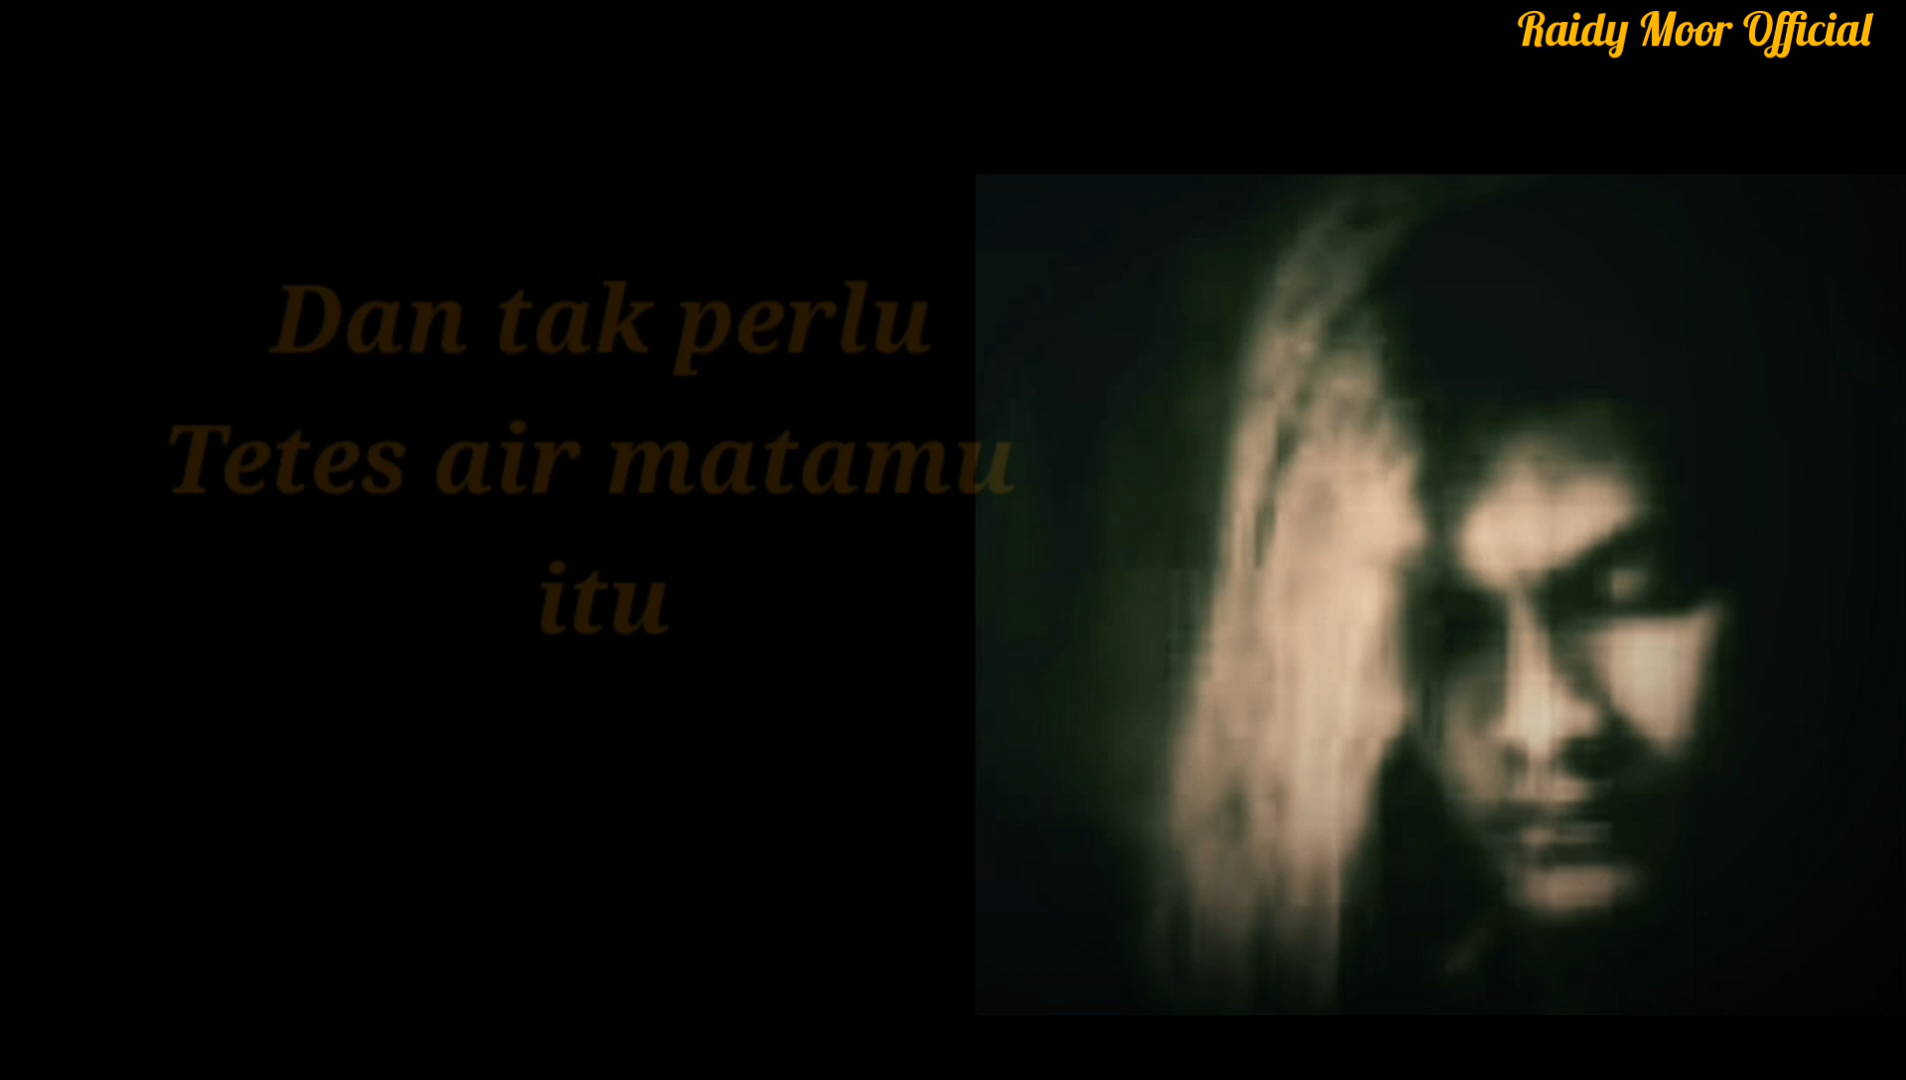 Raidy Moor Official
Dan tak perlu
Tetes air matamu
itu